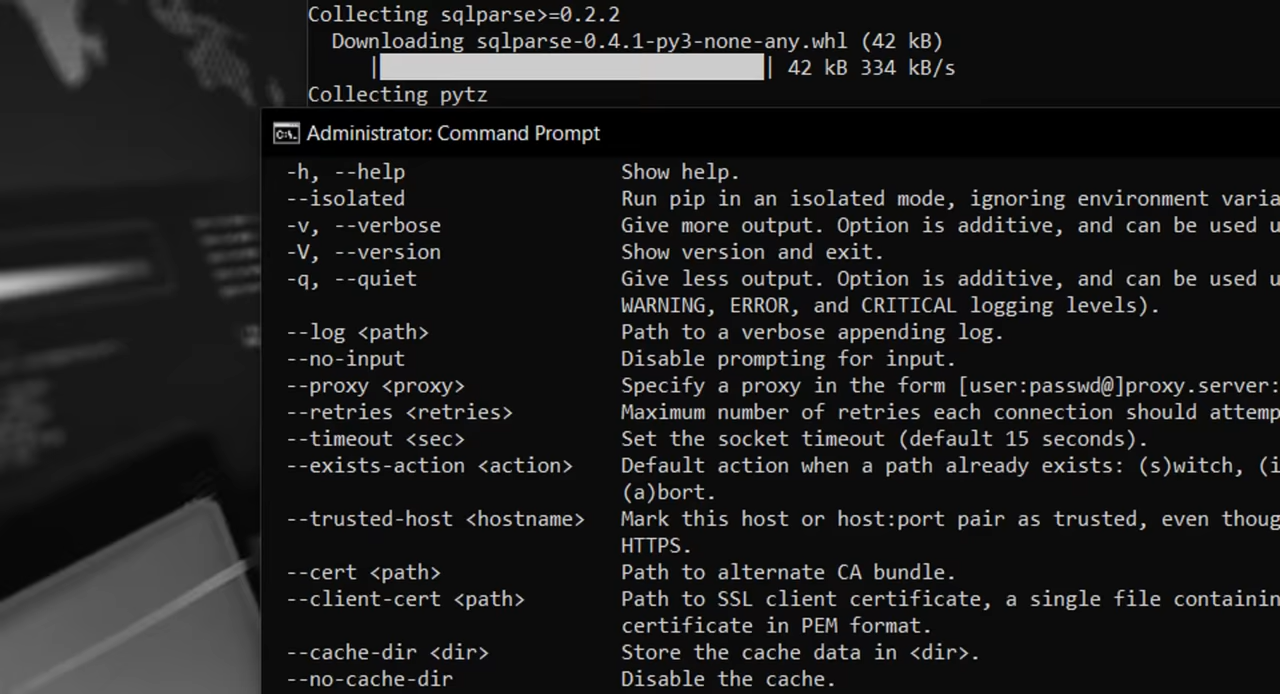 Collecting sqlparse>=0.2.2
Downloading sqlparse-0.4.1-py3-none-any.whl (42 kB)
| | 42 kB 334 kB/s
Collecting pytz
C:\. Administrator: Command Prompt
-h, --help Show help.
--isolated Run pip in an isolated mode, ignoring environment varia
-v, --verbose Give more output. Option is additive, and can be used u
-V, --version Show version and exit.
-q, --quiet Give less output. Option is additive, and can be used u
WARNING, ERROR, and CRITICAL logging levels).
--log <path> Path to a verbose appending log.
--no-input Disable prompting for input.
--proxy <proxy> Specify a proxy in the form [user:passwd@]proxy.server:
--retries <retries> Maximum number of retries each connection should attemp
--timeout <sec> Set the socket timeout (default 15 seconds).
--exists-action <action> Default action when a path already exists: (s)witch, (i
(a)bort.
--trusted-host <hostname> Mark this host or host:port pair as trusted, even thoug
HTTPS.
--cert <path> Path to alternate CA bundle.
--client-cert <path> Path to SSL client certificate, a single file containin
certificate in PEM format.
--cache-dir <dir> Store the cache data in <dir>.
--no-cache-dir Disable the cache.